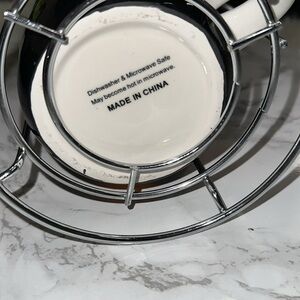 Dishwasher & Microwave Safe
May become hot in microwave.
MADE IN CHINA